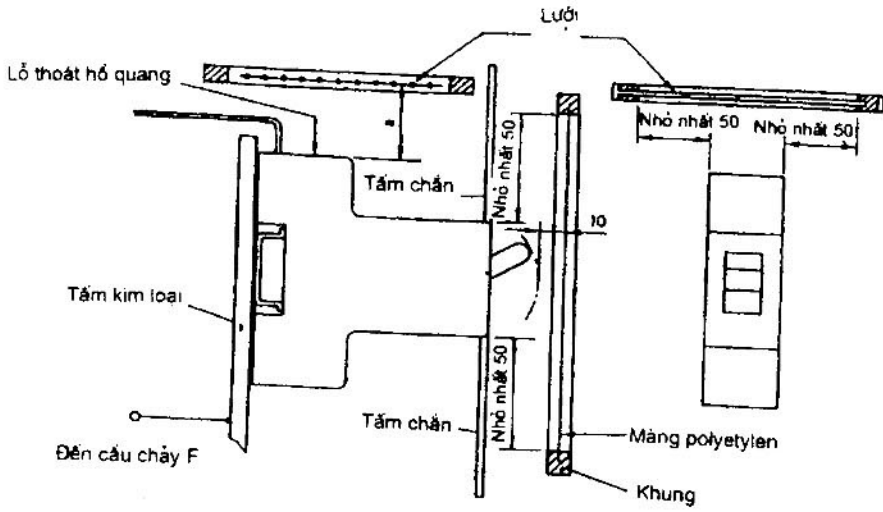 Lưới
Lỗ thoát hồ quang
a
Nhỏ nhất 50
Nhỏ nhất 50
Tấm chắn
Nhỏ nhất 50
10
Tấm kim loại
Nhỏ nhất 50
Tấm chắn
Màng polyetylen
Đến cầu chảy F
Khung